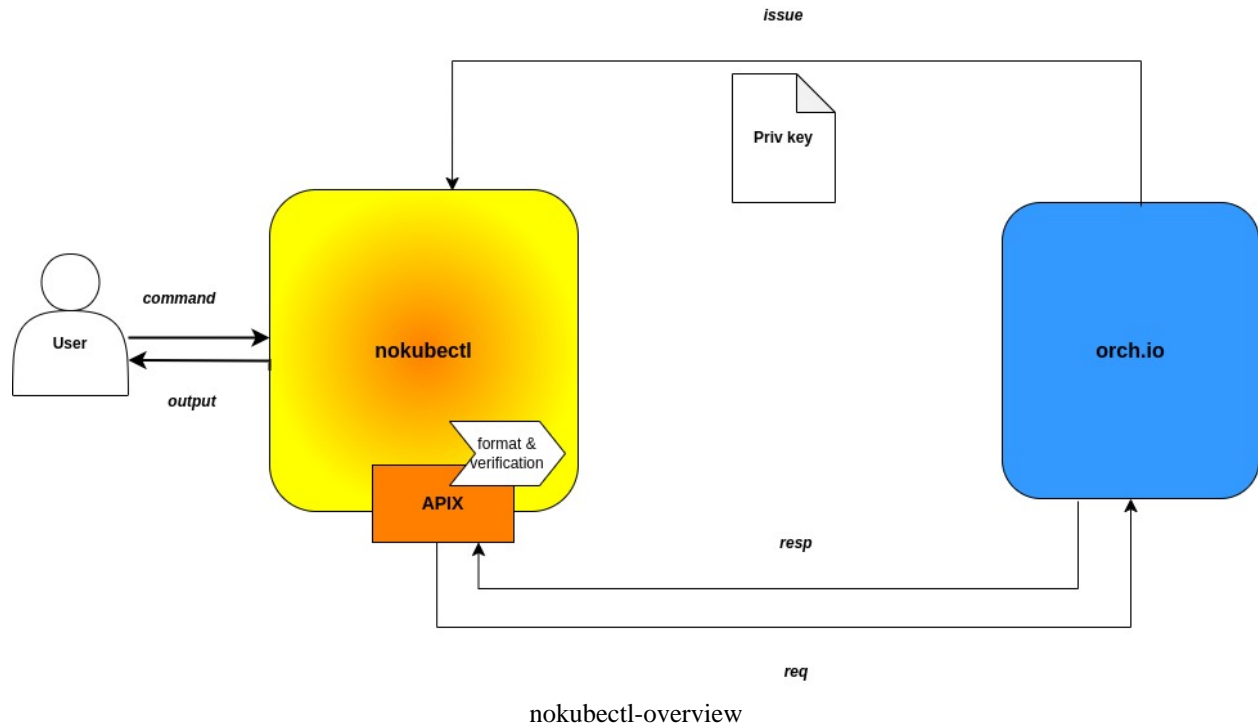 issue
Priv key
command
User
nokubectl
orch.io
output
format &
verification
APIX
resp
req
nokubectl-overview